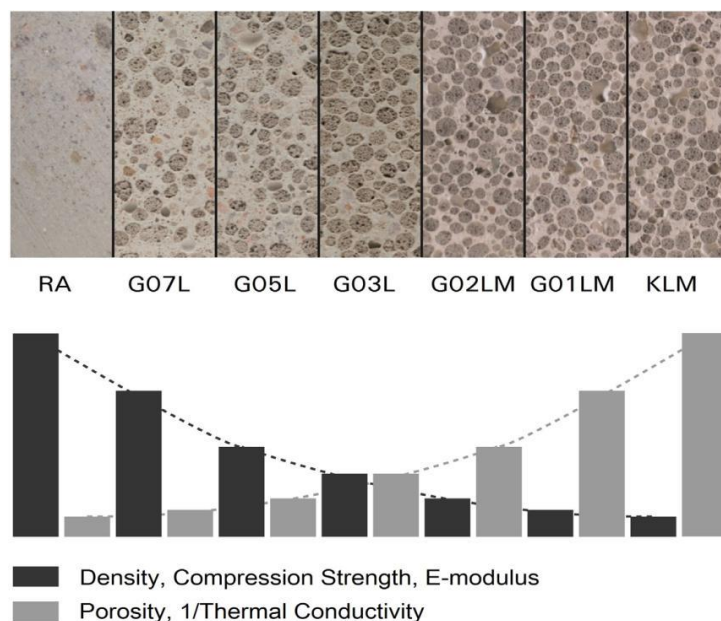 RA G07L G05L G03L G02LM G01LM KLM
Density, Compression Strength, E-modulus
Porosity, 1/Thermal Conductivity